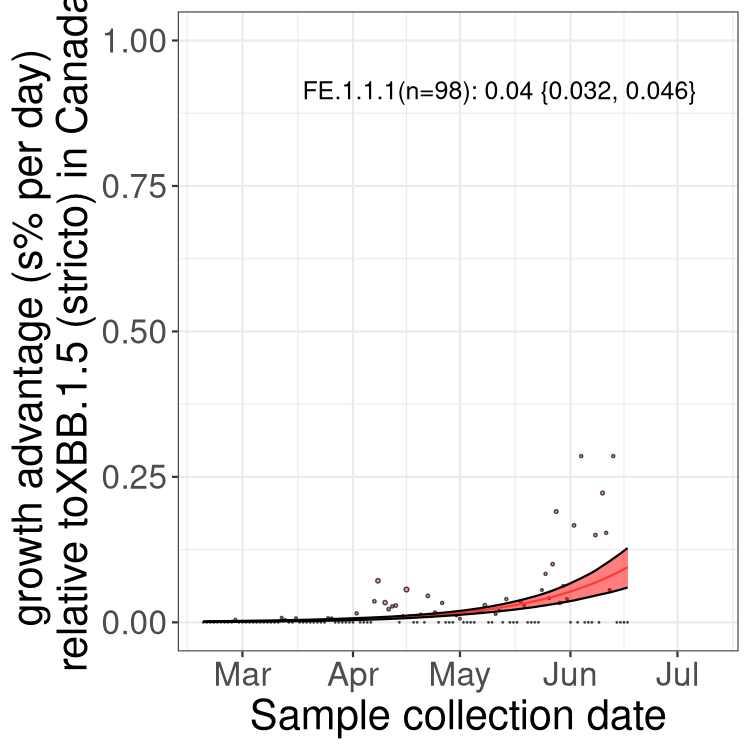 growth advantage (s% per day)
relative toXBB.1.5 (stricto) in Canada
1.00
0.75
0.50
0.25
0.00
FE.1.1.1(n=98): 0.04 {0.032, 0.046}
Mar Apr May Jun Jul
Sample collection date